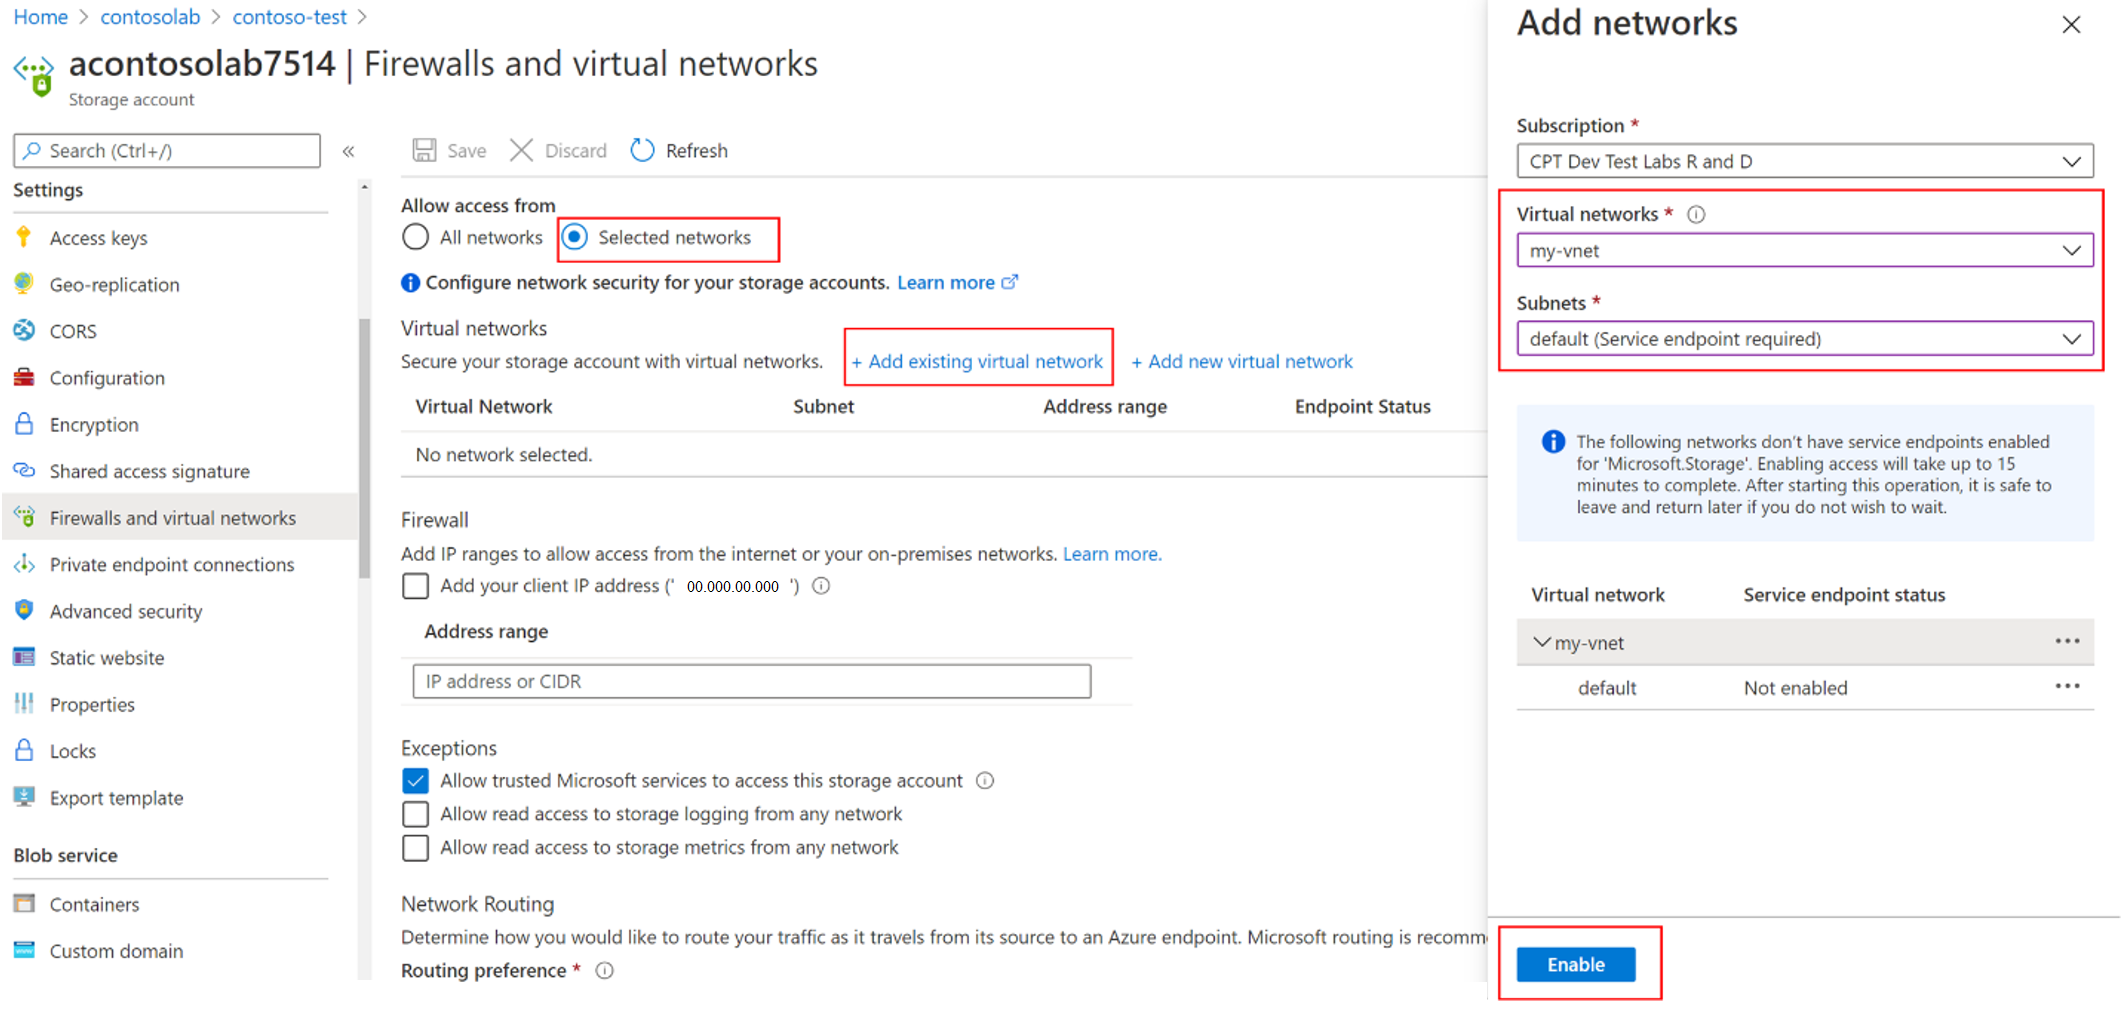 Home > contosolab > contoso-test >
acontosolab7514 | Firewalls and virtual networks
Storage account
Search (Ctrl+/)
«
Settings
Access keys
Geo-replication
CORS
Configuration
Encryption
Shared access signature
Firewalls and virtual networks
Private endpoint connections
Advanced security
Static website
Properties
Locks
Export template
Blob service
Containers
Custom domain
Save Discard Refresh
Allow access from
All networks Selected networks
Configure network security for your storage accounts. Learn more
Virtual networks
Secure your storage account with virtual networks. + Add existing virtual network + Add new virtual network
Virtual Network Subnet Address range Endpoint Status
No network selected.
Firewall
Add IP ranges to allow access from the internet or your on-premises networks. Learn more.
Add your client IP address (' 00.000.00.000 ')
Address range
IP address or CIDR
Exceptions
Allow trusted Microsoft services to access this storage account
Allow read access to storage logging from any network
Allow read access to storage metrics from any network
Network Routing
Determine how you would like to route your traffic as it travels from its source to an Azure endpoint. Microsoft routing is recomm
Routing preference *
Add networks
Subscription *
CPT Dev Test Labs R and D
Virtual networks *
my-vnet
Subnets *
default (Service endpoint required)
The following networks don't have service endpoints enabled
for 'Microsoft.Storage'. Enabling access will take up to 15
minutes to complete. After starting this operation, it is safe to
leave and return later if you do not wish to wait.
Virtual network Service endpoint status
my-vnet ...
default Not enabled ...
Enable